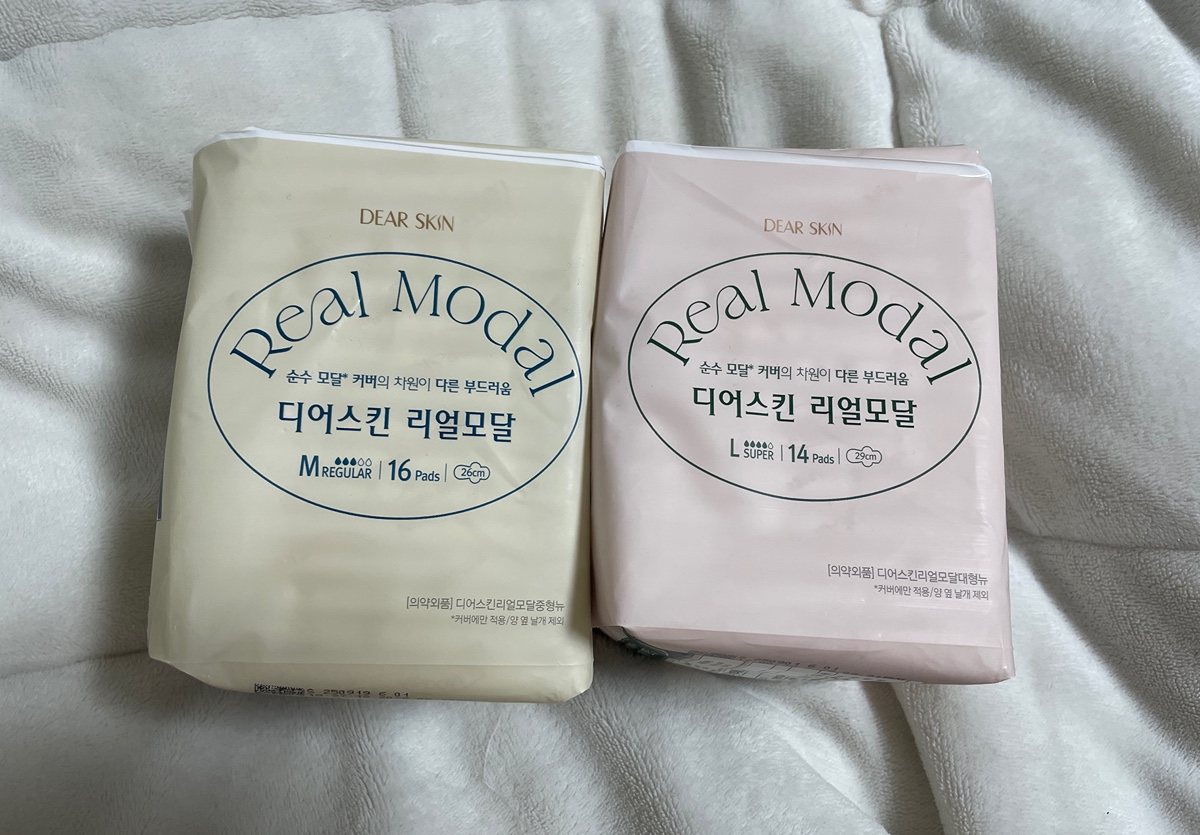 DEAR SKIN
Real Modal
순수 모달* 커버의 차원이 다른 부드러움
디어스킨 리얼모달
M REGULAR 16 Pads 26cm
[의약외품] 디어스킨리얼모달중형뉴
*커버에만 적용/양 옆 날개 제외
DEAR SKIN
Real Modal
순수 모달* 커버의 차원이 다른 부드러움
디어스킨 리얼모달
L SUPER 14 Pads 29cm
[의약외품] 디어스킨리얼모달대형뉴
*커버에만 적용/양 옆 날개 제외